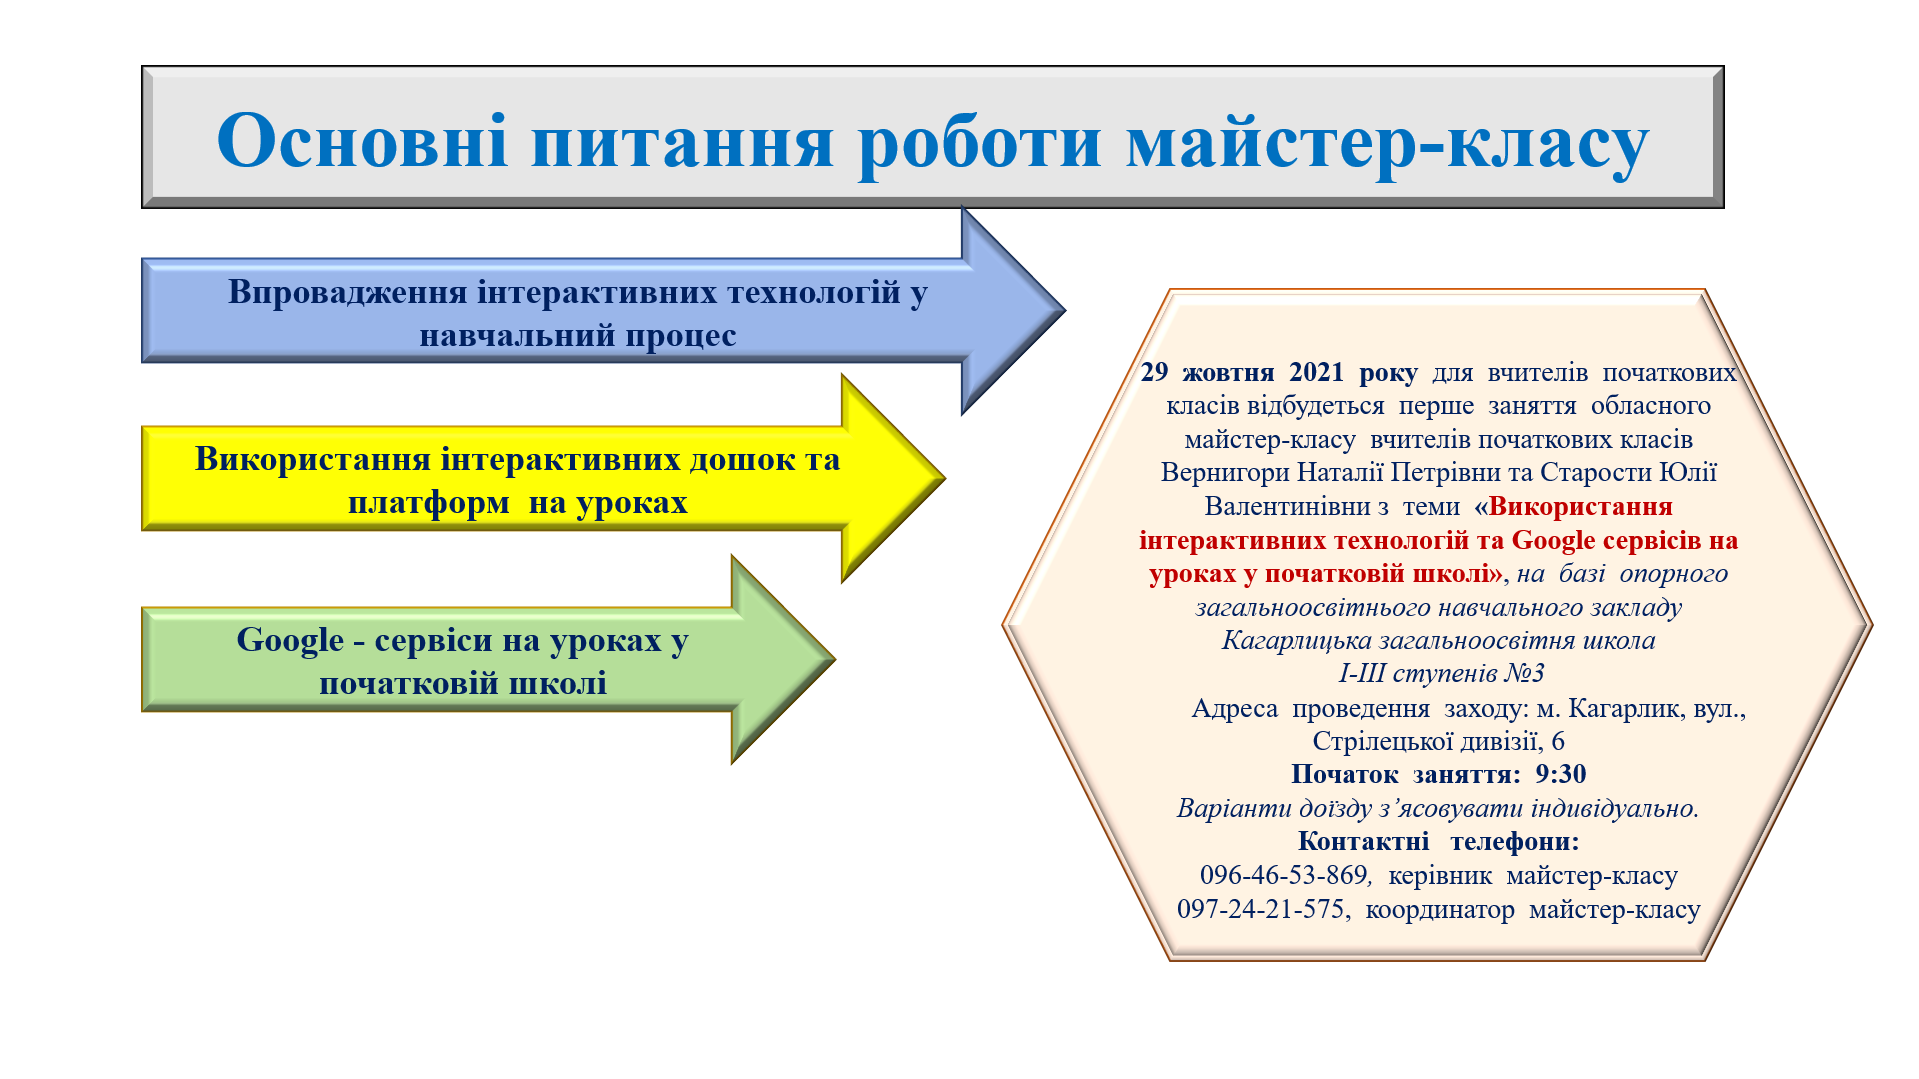 Основні питання роботи майстер-класу
Впровадження інтерактивних технологій у
навчальний процес
Використання інтерактивних дошок та
платформ на уроках
Google - сервіси на уроках у
початковій школі
29 жовтня 2021 року для вчителів початкових
класів відбудеться перше заняття обласного
майстер-класу вчителів початкових класів
Вернигори Наталії Петрівни та Старости Юлії
Валентинівни з теми «Використання
інтерактивних технологій та Google сервісів на
уроках у початковій школі», на базі опорного
загальноосвітнього навчального закладу
Кагарлицька загальноосвітня школа
І-ІІІ ступенів №3
Адреса проведення заходу: м. Кагарлик, вул.,
Стрілецької дивізії, 6
Початок заняття: 9:30
Варіанти доїзду з’ясовувати індивідуально.
Контактні телефони:
096-46-53-869, керівник майстер-класу
097-24-21-575, координатор майстер-класу